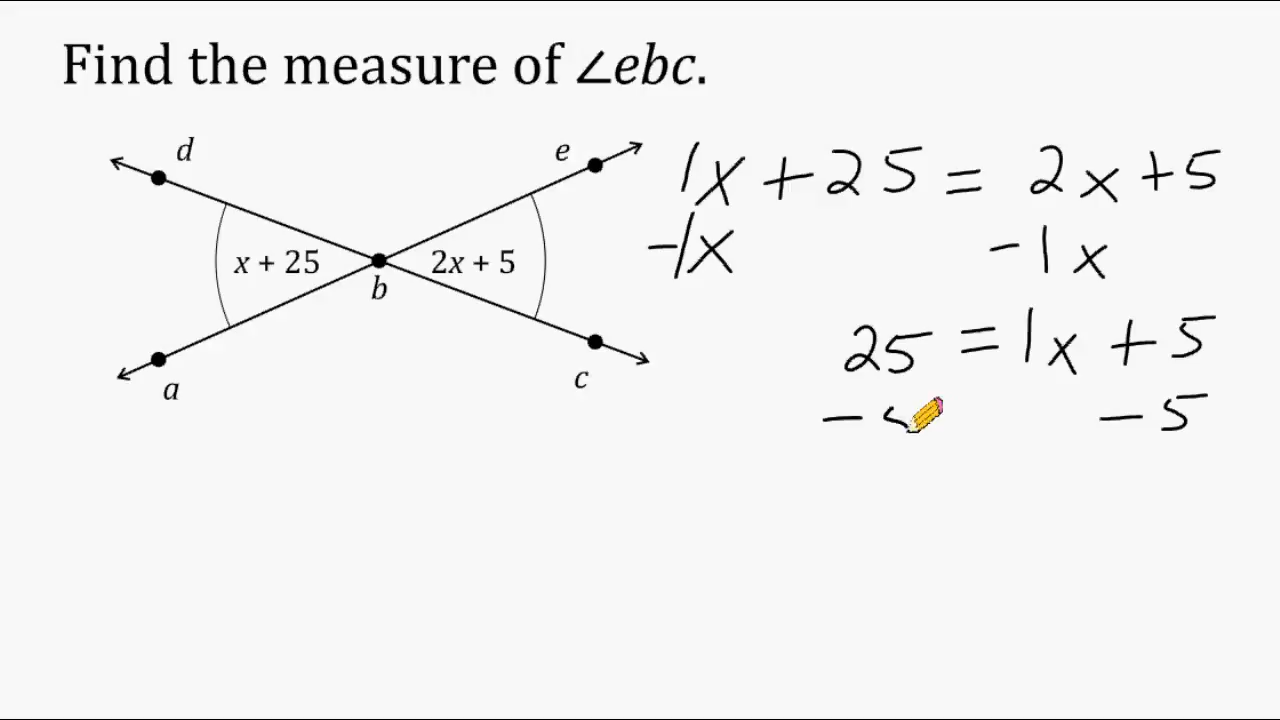 Find the measure of ∠ebc.
d
e
x + 25
b
2x + 5
a
c
1x + 25 = 2x + 5
-1x -1x
25 = 1x + 5
- 5